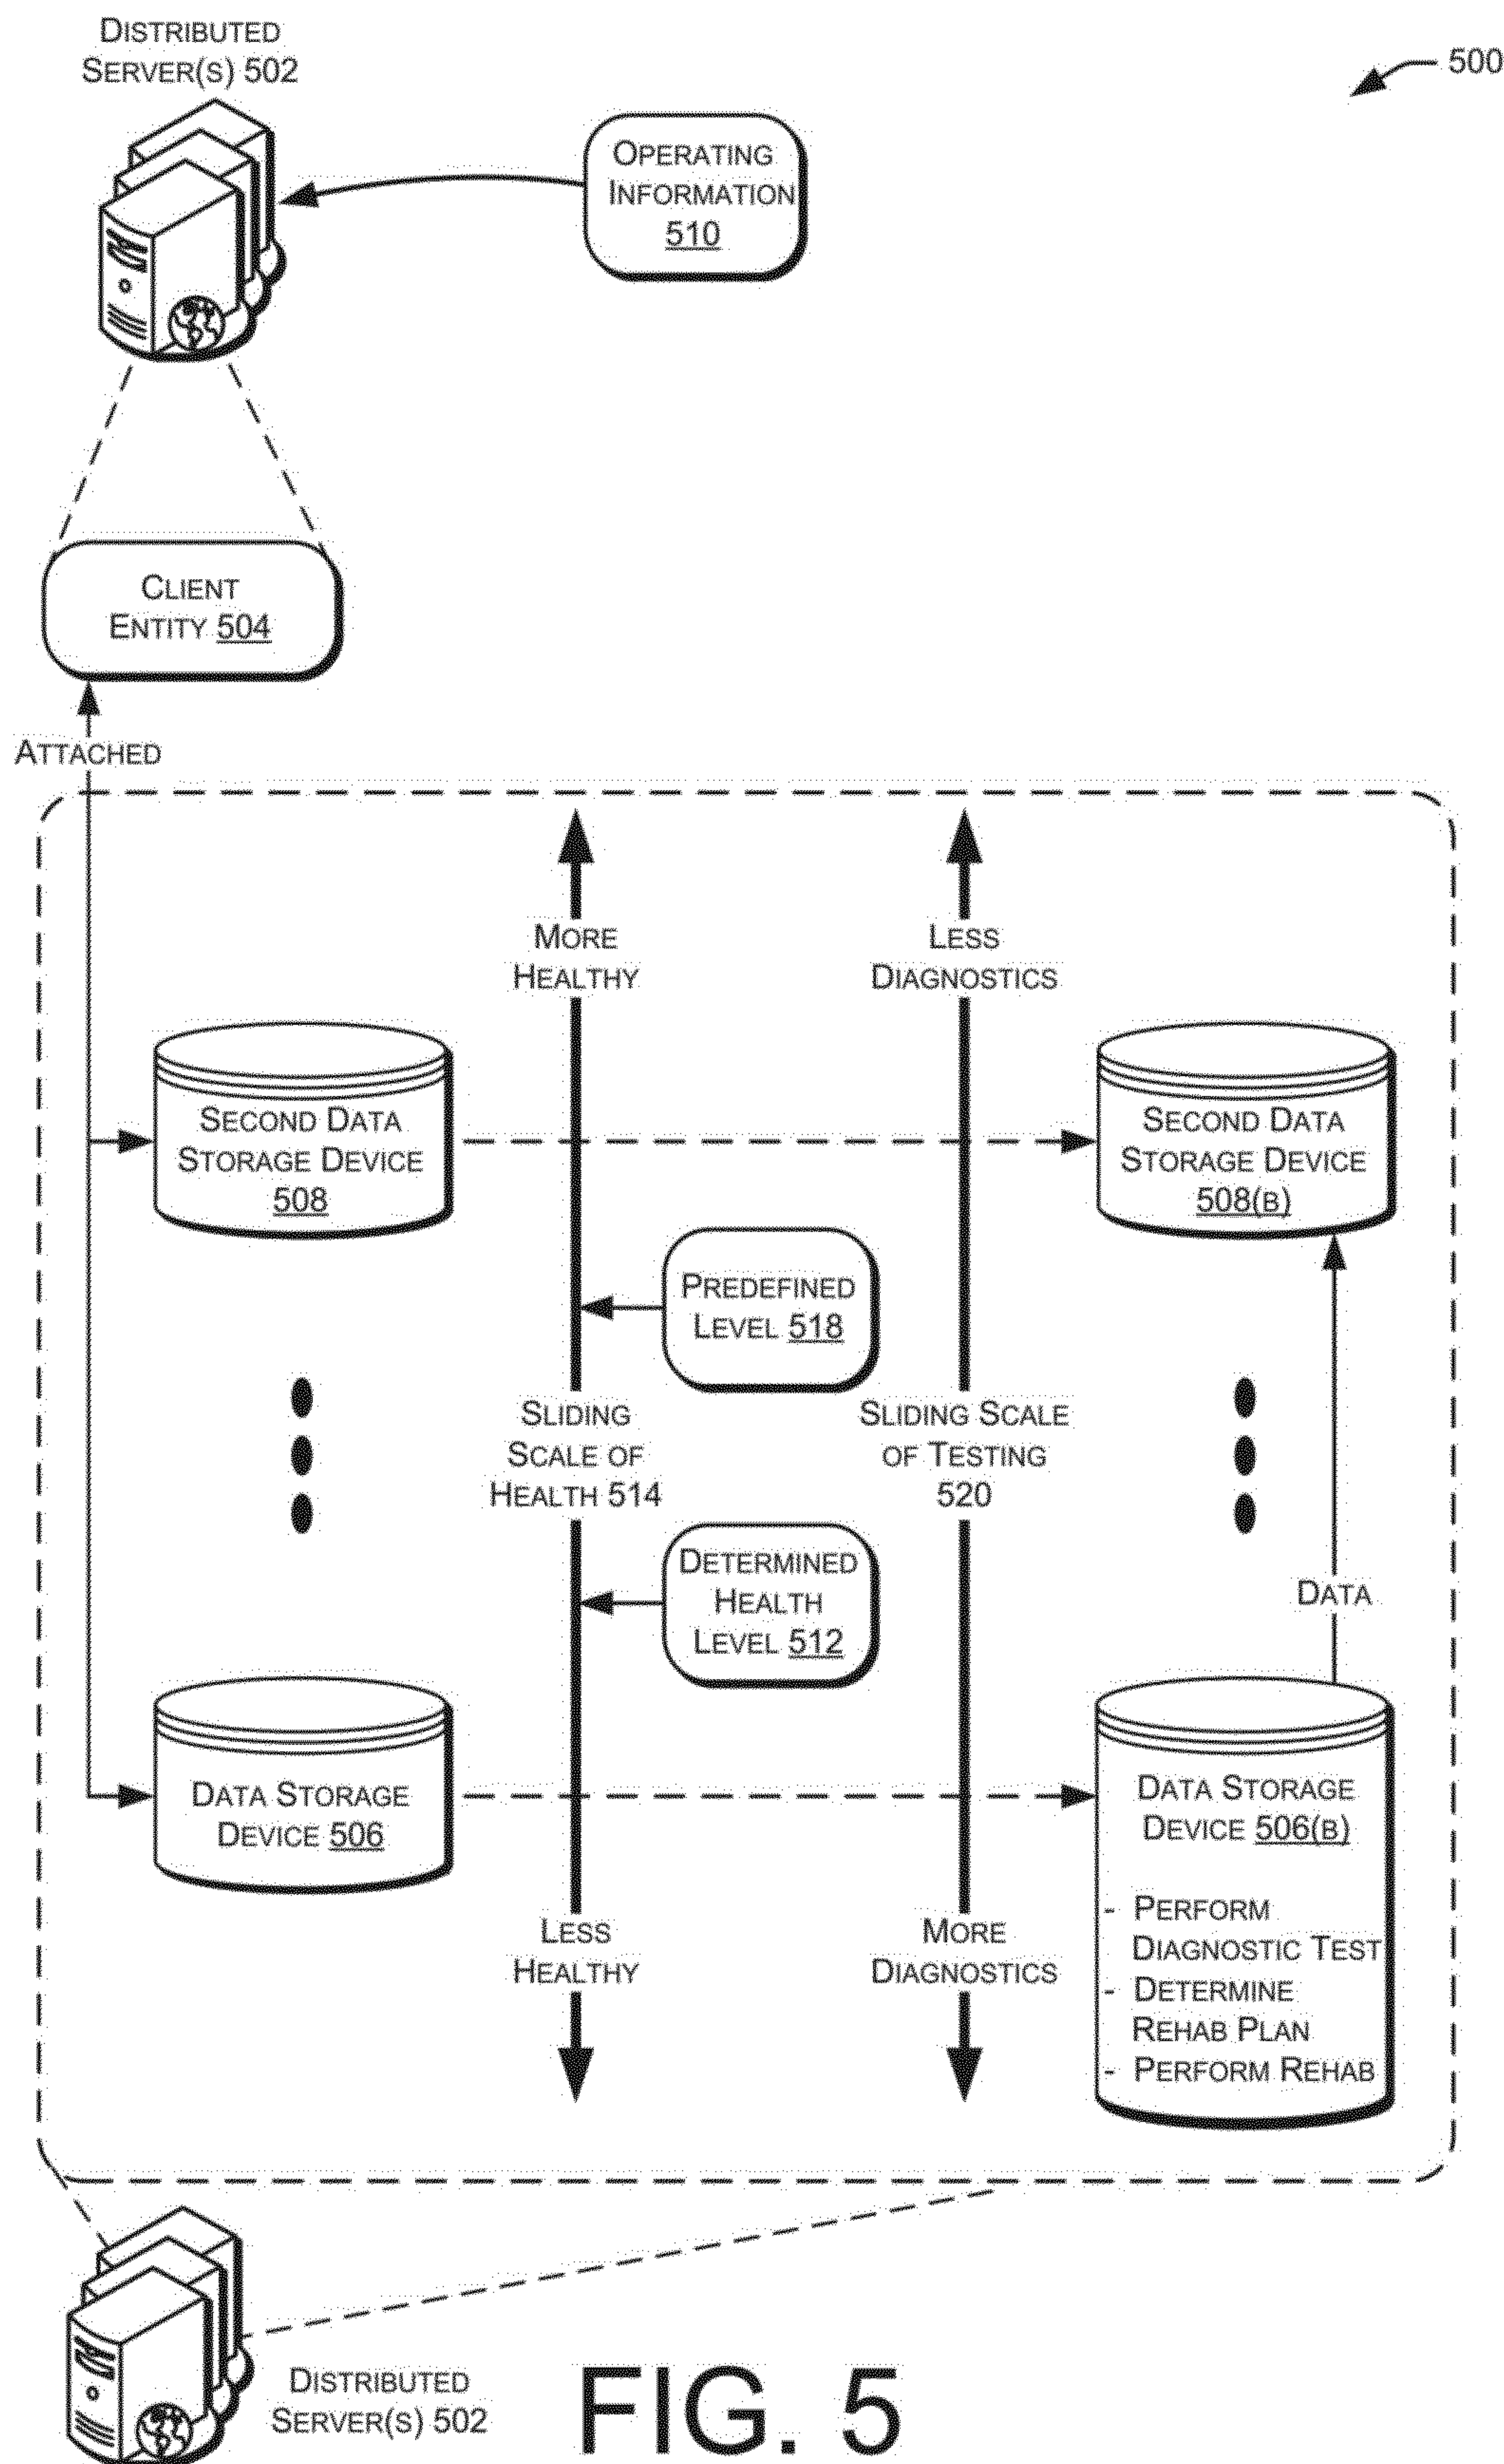 DISTRIBUTED
SERVER(S) 502
500
OPERATING
INFORMATION
510
CLIENT
ENTITY 504
ATTACHED
MORE
HEALTHY
LESS
DIAGNOSTICS
SECOND DATA
STORAGE DEVICE
508
SECOND DATA
STORAGE DEVICE
508(B)
PREDEFINED
LEVEL 518
SLIDING
SCALE OF
HEALTH 514
SLIDING SCALE
OF TESTING
520
DETERMINED
HEALTH
LEVEL 512
DATA
DATA STORAGE
DEVICE 506
DATA STORAGE
DEVICE 506(B)
- PERFORM
DIAGNOSTIC TEST
- DETERMINE
REHAB PLAN
- PERFORM REHAB
LESS
HEALTHY
MORE
DIAGNOSTICS
DISTRIBUTED
SERVER(S) 502
FIG. 5